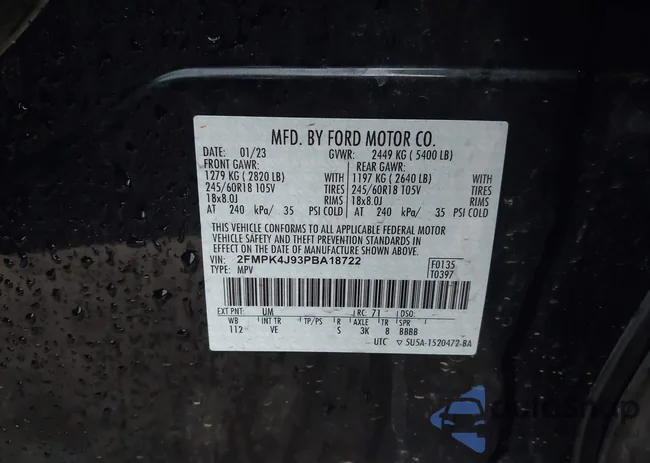 MFD. BY FORD MOTOR CO.
DATE: 01/23 GVWR: 2449 KG ( 5400 LB)
FRONT GAWR: REAR GAWR:
1279 KG ( 2820 LB) WITH 1197 KG ( 2640 LB) WITH
245/60R18 105V TIRES 245/60R18 105V TIRES
18x8.0J RIMS 18x8.0J RIMS
AT 240 kPa/ 35 PSI COLD AT 240 kPa/ 35 PSI COLD
THIS VEHICLE CONFORMS TO ALL APPLICABLE FEDERAL MOTOR
VEHICLE SAFETY AND THEFT PREVENTION STANDARDS IN
EFFECT ON THE DATE OF MANUFACTURE SHOWN ABOVE.
VIN: 2FMPK4J93PBA18722 F0135
TYPE: MPV T0397
EXT PNT: UM RC: 71 DSO:
WB INT TR TP/PS R AXLE TR SPR
112 VE S 3K 8 BBBB
UTC ▽ 5U5A-1520472-BA